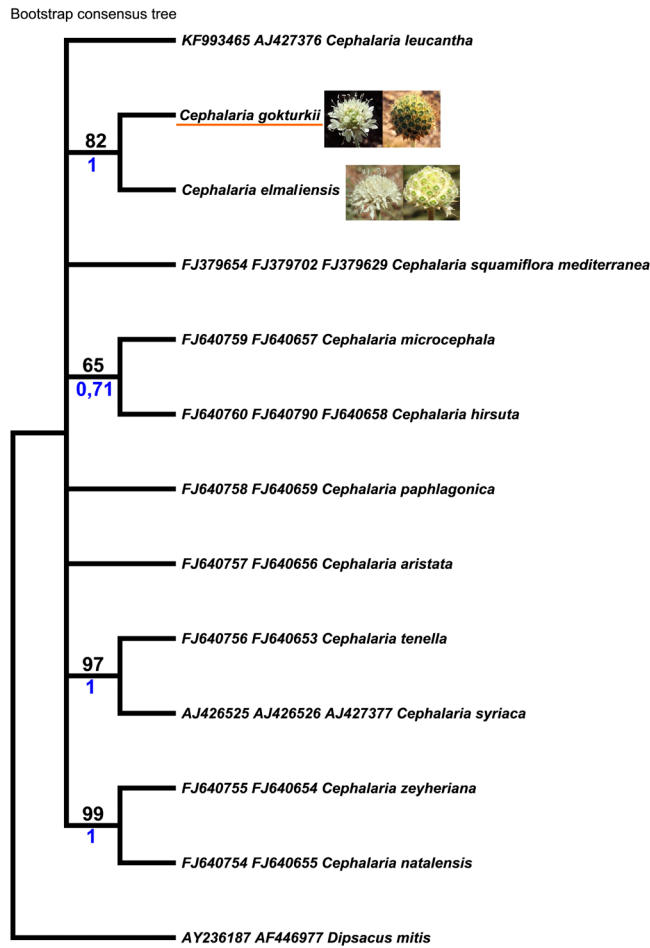 Bootstrap consensus tree
KF993465 AJ427376 Cephalaria leucantha
Cephalaria gokturkii
82
1
Cephalaria elmaliensis
FJ379654 FJ379702 FJ379629 Cephalaria squamiflora mediterranea
FJ640759 FJ640657 Cephalaria microcephala
65
0,71
FJ640760 FJ640790 FJ640658 Cephalaria hirsuta
FJ640758 FJ640659 Cephalaria paphlagonica
FJ640757 FJ640656 Cephalaria aristata
FJ640756 FJ640653 Cephalaria tenella
97
1
AJ426525 AJ426526 AJ427377 Cephalaria syriaca
FJ640755 FJ640654 Cephalaria zeyheriana
99
1
FJ640754 FJ640655 Cephalaria natalensis
AY236187 AF446977 Dipsacus mitis